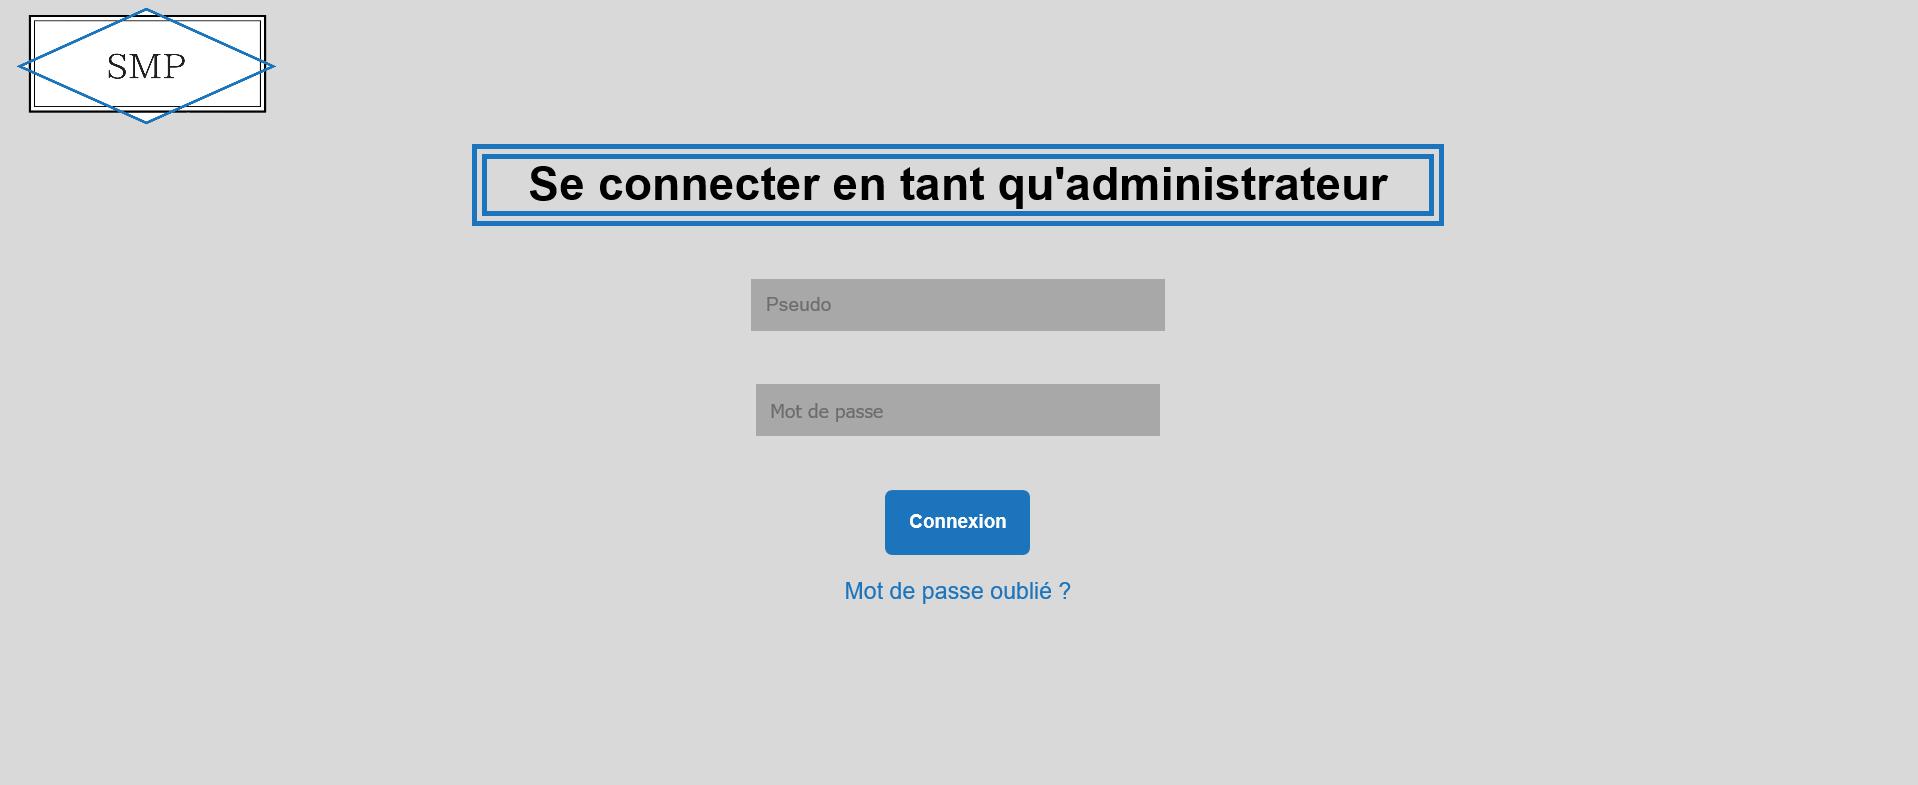 SMP
Se connecter en tant qu'administrateur
Pseudo
Mot de passe
Connexion
Mot de passe oublié ?